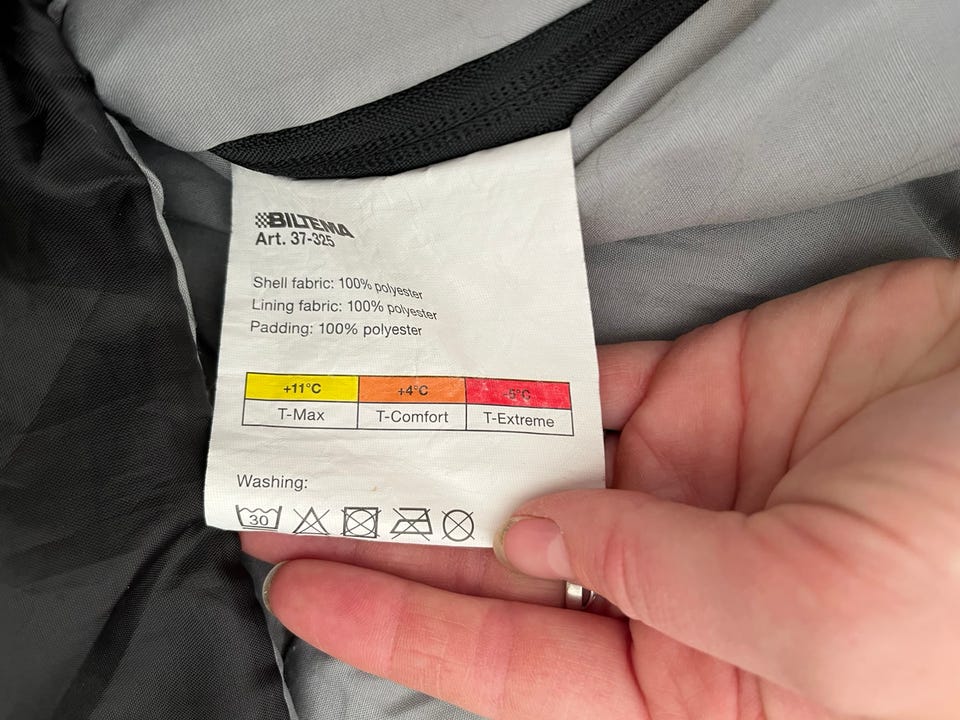 BILTEMA
Art. 37-325
Shell fabric: 100% polyester
Lining fabric: 100% polyester
Padding: 100% polyester
+11°C +4°C -5°C
T-Max T-Comfort T-Extreme
Washing:
30